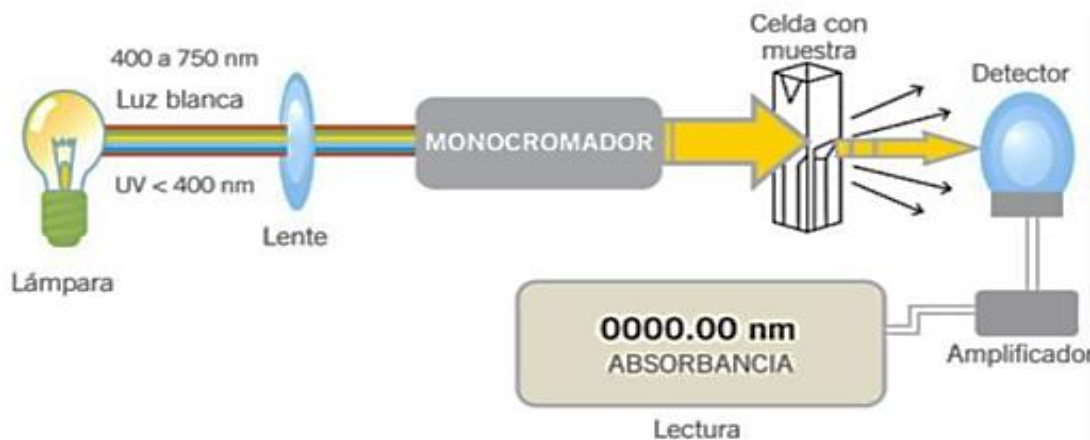 400 a 750 nm
Luz blanca
UV < 400 nm
Lámpara
Lente
MONOCROMADOR
Celda con
muestra
Detector
Amplificador
0000.00 nm
ABSORBANCIA
Lectura